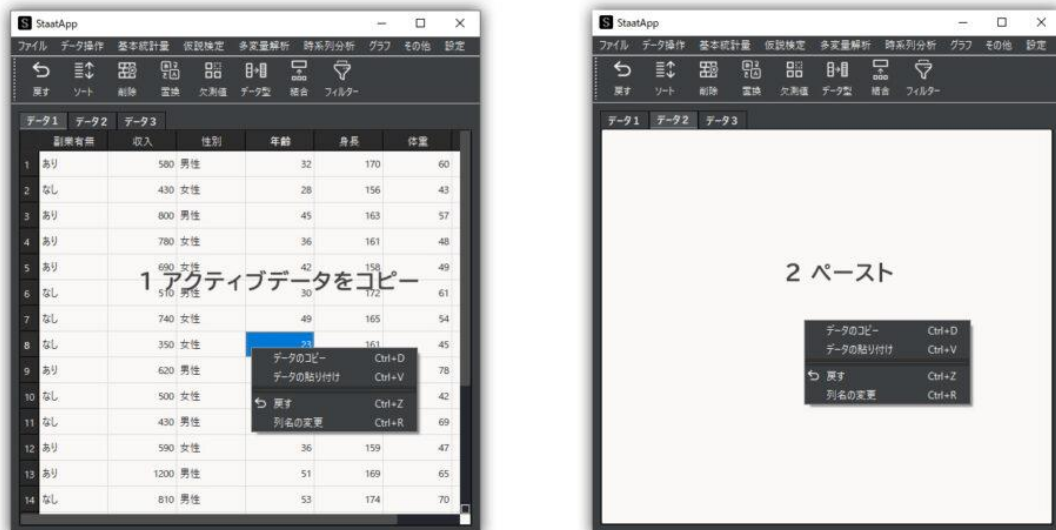 StaatApp
ファイル データ操作 基本統計量 仮説検定 多変量解析 時系列分析 グラフ その他 設定
戻す ソート 削除 置換 欠測値 データ型 結合 フィルター
データ1 データ2 データ3
副業有無 収入 性別 年齢 身長 体重
1 あり 580 男性 32 170 60
2 なし 430 女性 28 156 43
3 あり 800 男性 45 163 57
4 あり 780 女性 36 161 48
5 あり 690 女性 42 158 49
1 アクティブデータをコピー
6 なし 510 男性 30 172 61
7 なし 740 女性 49 165 54
8 なし 350 女性 23 161 45
9 あり 620 男性 78
10 なし 500 女性 42
11 なし 430 男性 69
12 あり 590 女性 36 159 47
13 あり 1200 男性 51 169 65
14 なし 810 男性 53 174 70
データのコピー Ctrl+D
データの貼り付け Ctrl+V
戻す Ctrl+Z
列名の変更 Ctrl+R
StaatApp
ファイル データ操作 基本統計量 仮説検定 多変量解析 時系列分析 グラフ その他 設定
戻す ソート 削除 置換 欠測値 データ型 結合 フィルター
データ1 データ2 データ3
2 ペースト
データのコピー Ctrl+D
データの貼り付け Ctrl+V
戻す Ctrl+Z
列名の変更 Ctrl+R